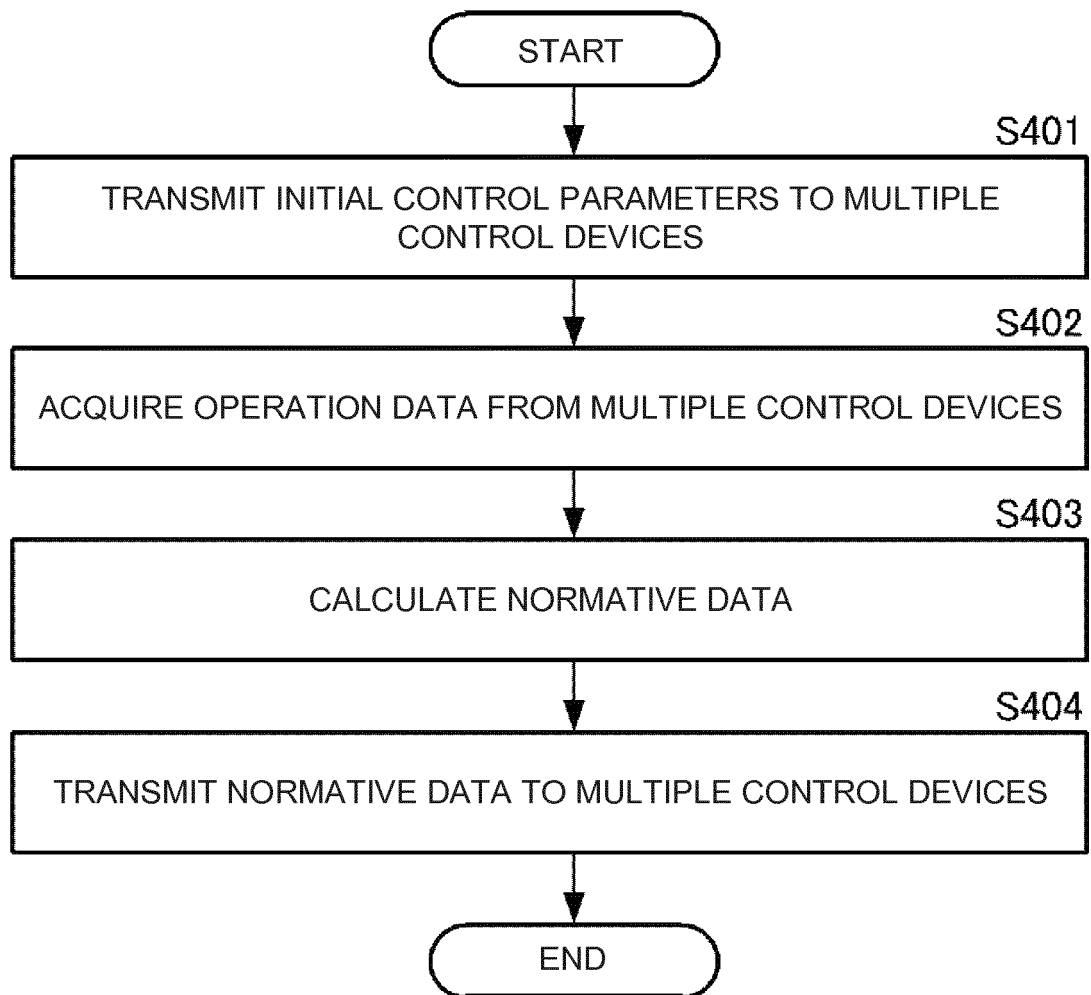 START
S401
TRANSMIT INITIAL CONTROL PARAMETERS TO MULTIPLE
CONTROL DEVICES
S402
ACQUIRE OPERATION DATA FROM MULTIPLE CONTROL DEVICES
S403
CALCULATE NORMATIVE DATA
S404
TRANSMIT NORMATIVE DATA TO MULTIPLE CONTROL DEVICES
END